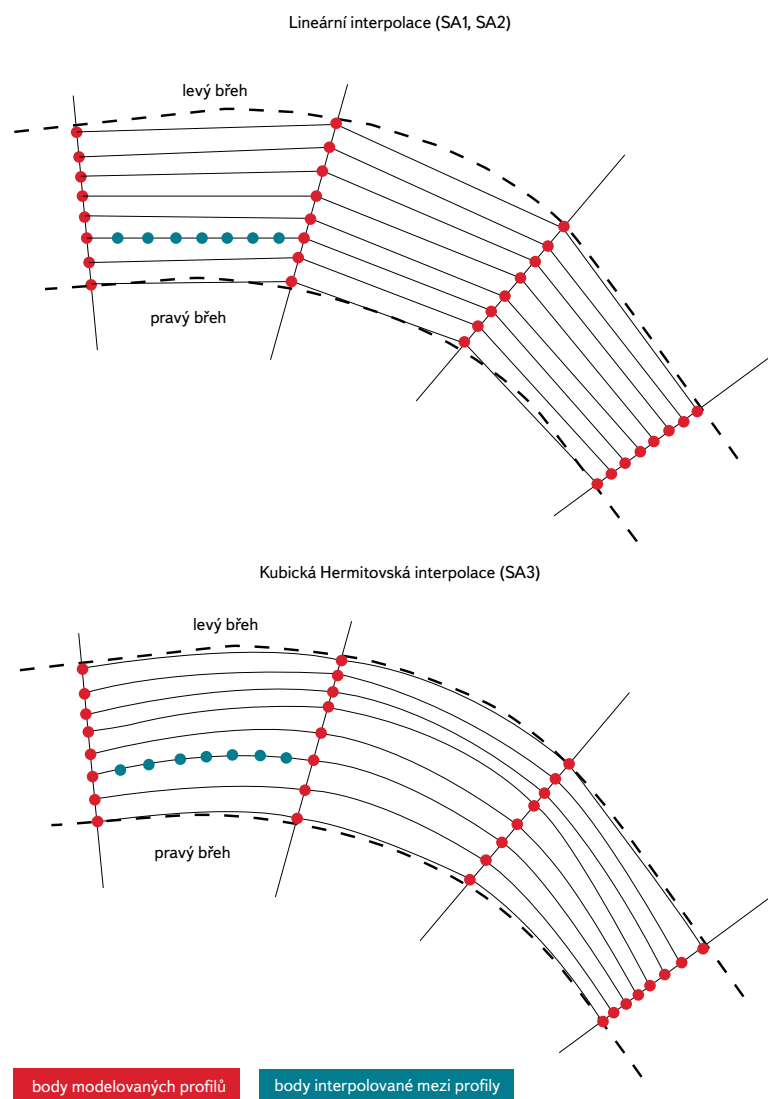 Lineární interpolace (SA1, SA2)
levý břeh
pravý břeh
Kubická Hermitovská interpolace (SA3)
levý břeh
pravý břeh
body modelovaných profilů
body interpolované mezi profily